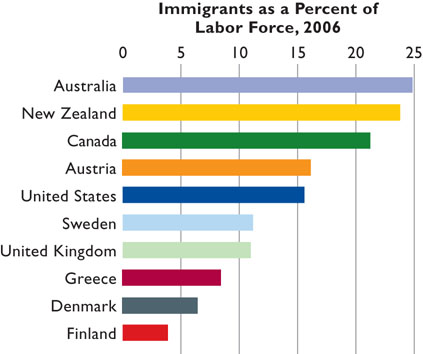 Immigrants as a Percent of
Labor Force, 2006
0 5 10 15 20 25
Australia
New Zealand
Canada
Austria
United States
Sweden
United Kingdom
Greece
Denmark
Finland